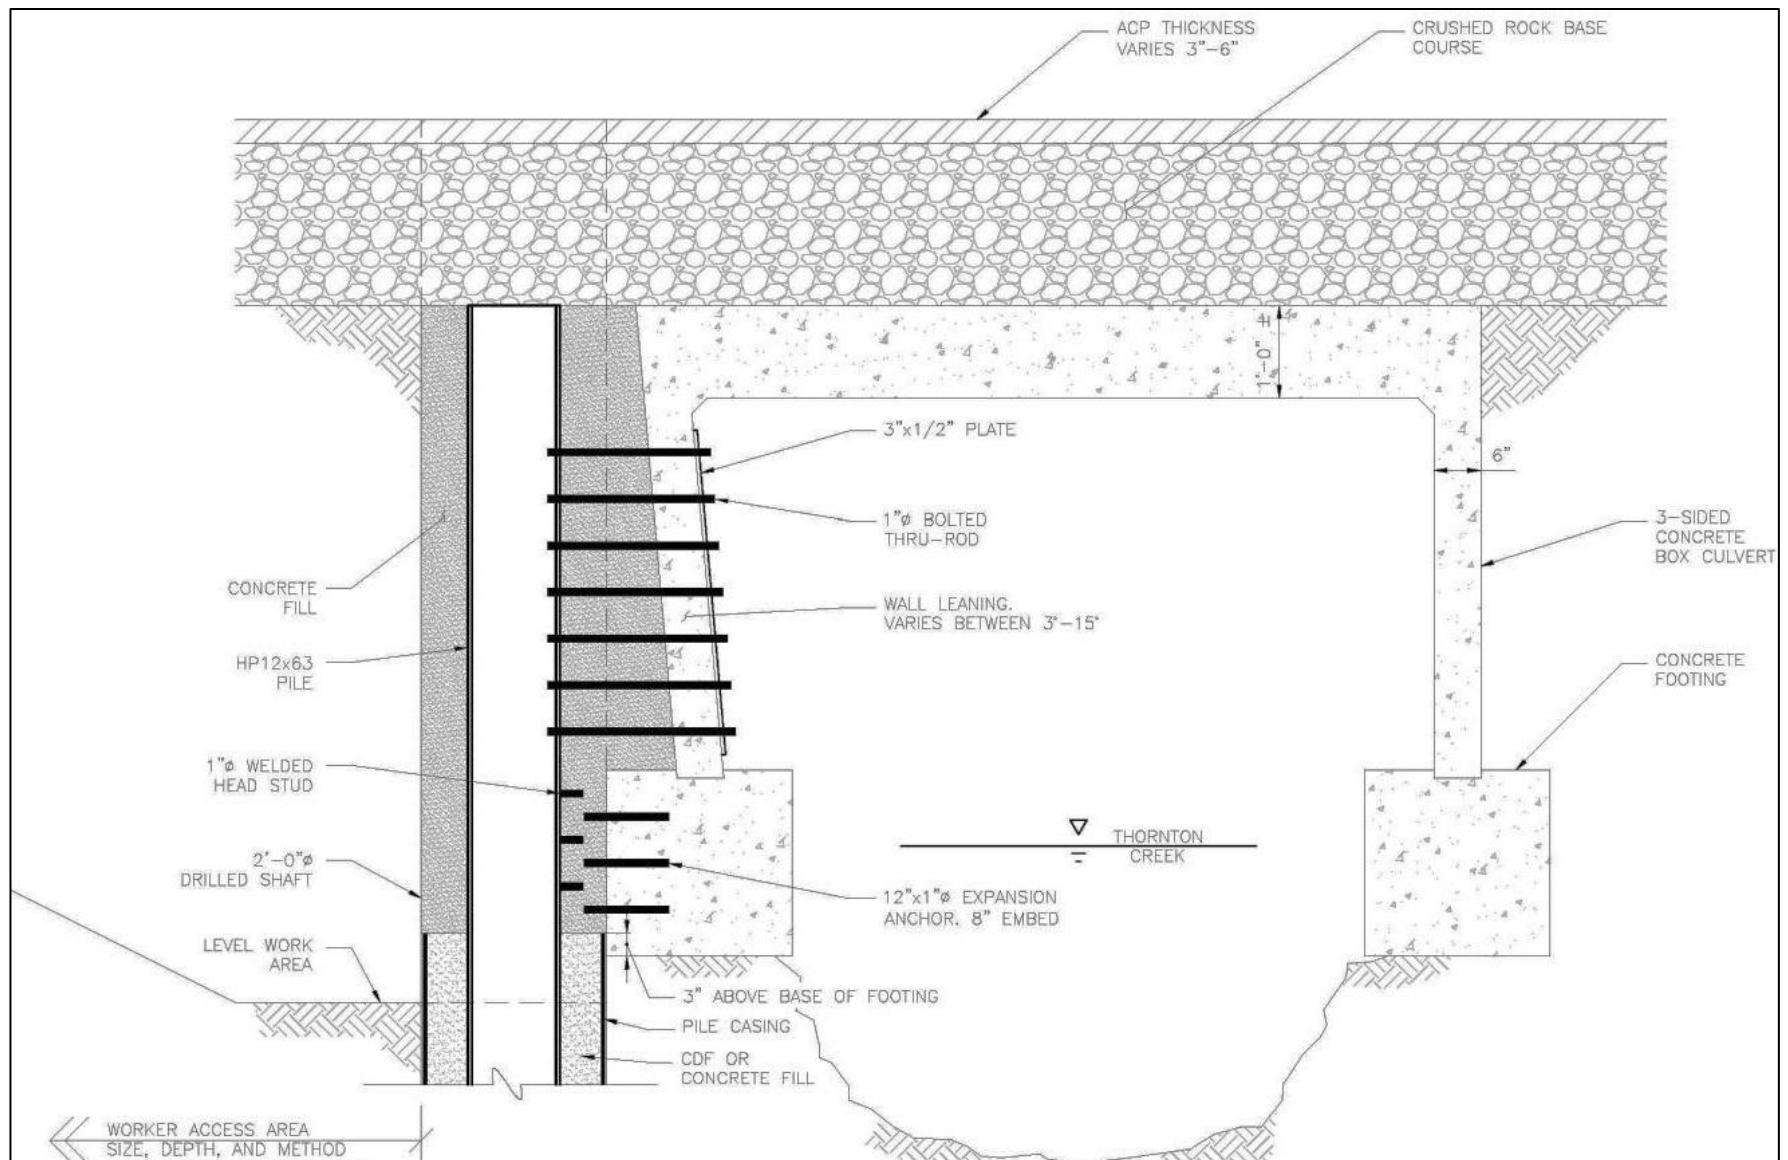 ACP THICKNESS
VARIES 3"-6"
CRUSHED ROCK BASE
COURSE
1'-0" ±
3"x1/2" PLATE
6"
1"ø BOLTED
THRU-ROD
3-SIDED
CONCRETE
BOX CULVERT
CONCRETE
FILL
WALL LEANING.
VARIES BETWEEN 3°-15°
HP12x63
PILE
CONCRETE
FOOTING
1"ø WELDED
HEAD STUD
THORNTON
CREEK
2'-0"ø
DRILLED SHAFT
12"x1"ø EXPANSION
ANCHOR. 8" EMBED
LEVEL WORK
AREA
3" ABOVE BASE OF FOOTING
PILE CASING
CDF OR
CONCRETE FILL
WORKER ACCESS AREA
SIZE, DEPTH, AND METHOD